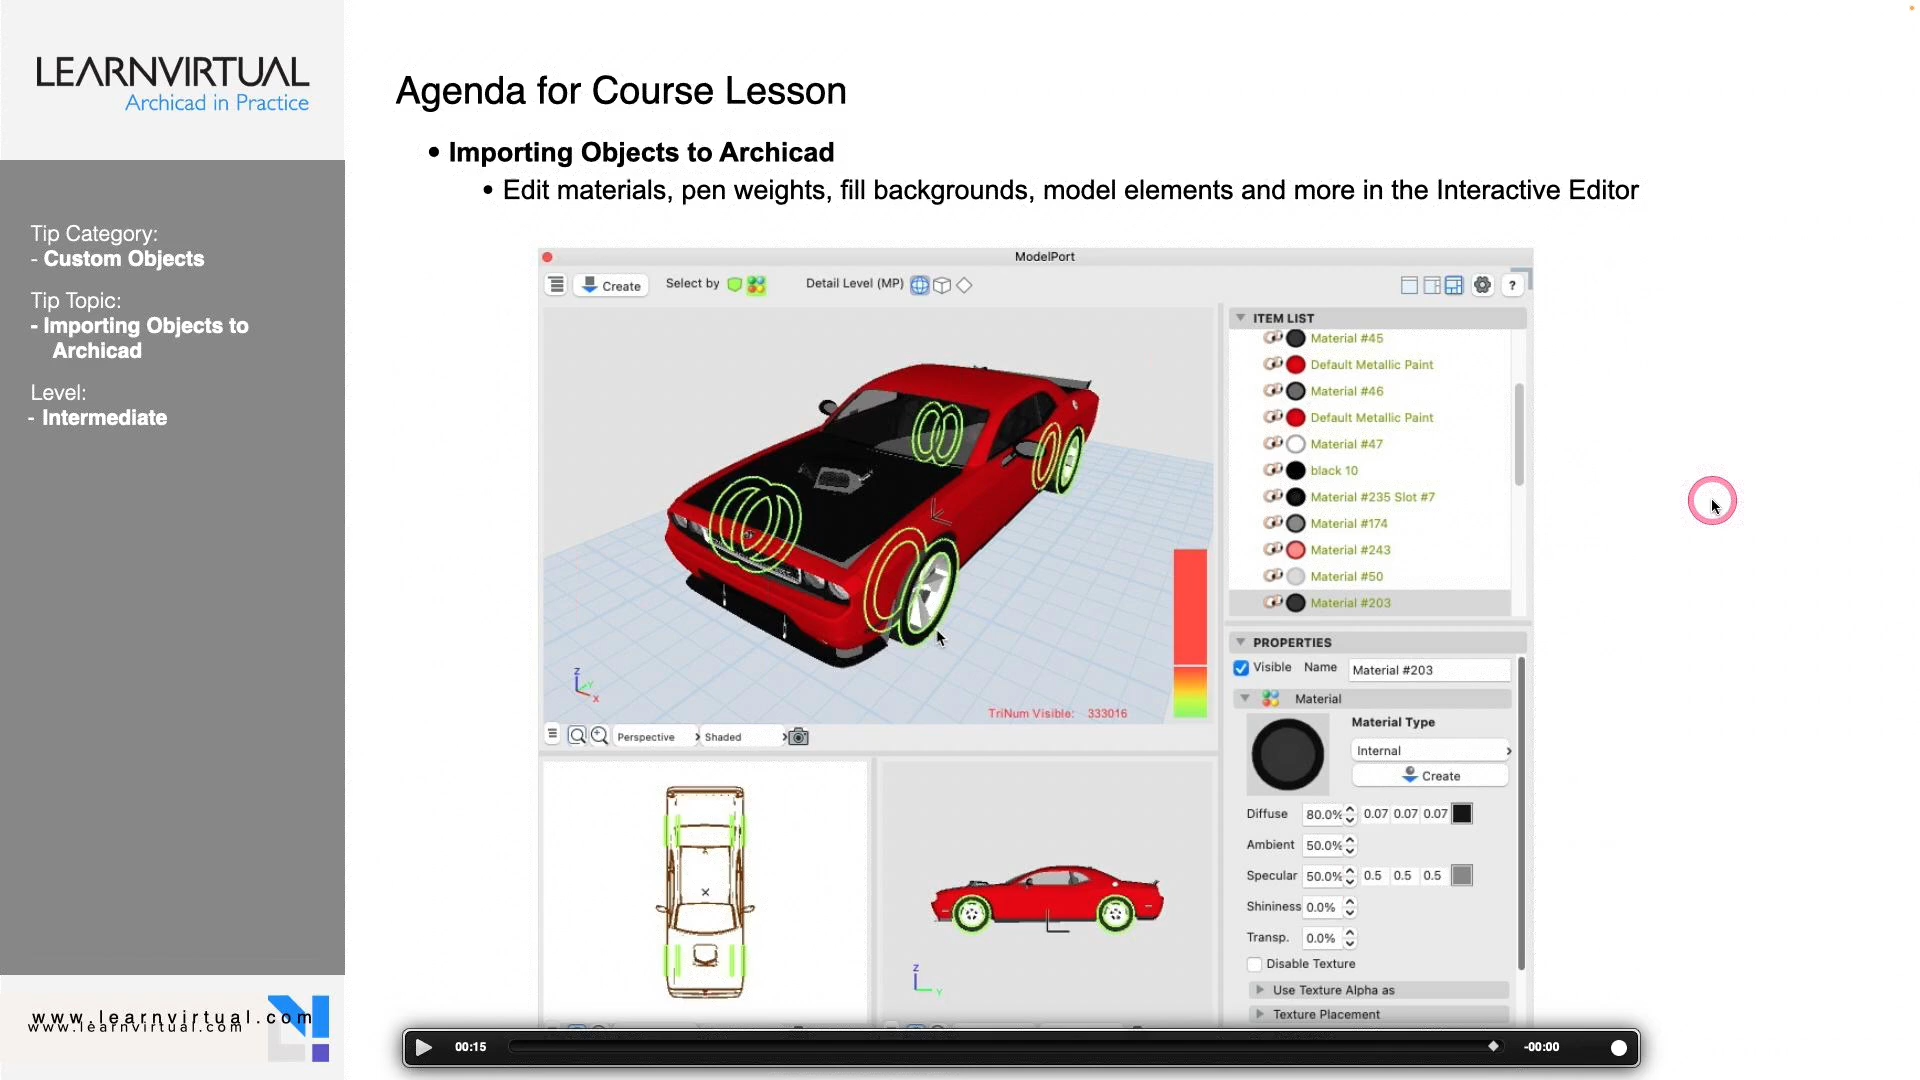 LEARNVIRTUAL
Archicad in Practice
Tip Category:
- Custom Objects
Tip Topic:
- Importing Objects to
Archicad
Level:
- Intermediate
www.learnvirtual.com
www.learnvirtual.com
Agenda for Course Lesson
• Importing Objects to Archicad
• Edit materials, pen weights, fill backgrounds, model elements and more in the Interactive Editor
ModelPort
Create
Select by
Detail Level (MP)
?
TriNum Visible: 333016
Z
Y
X
Perspective
Shaded
Z
Y
ITEM LIST
Material #45
Default Metallic Paint
Material #46
Default Metallic Paint
Material #47
black 10
Material #235 Slot #7
Material #174
Material #243
Material #50
Material #203
PROPERTIES
Visible Name Material #203
Material
Material Type
Internal
Create
Diffuse 80.0% 0.07 0.07 0.07
Ambient 50.0%
Specular 50.0% 0.5 0.5 0.5
Shininess 0.0%
Transp. 0.0%
Disable Texture
Use Texture Alpha as
Texture Placement
00:15
-00:00